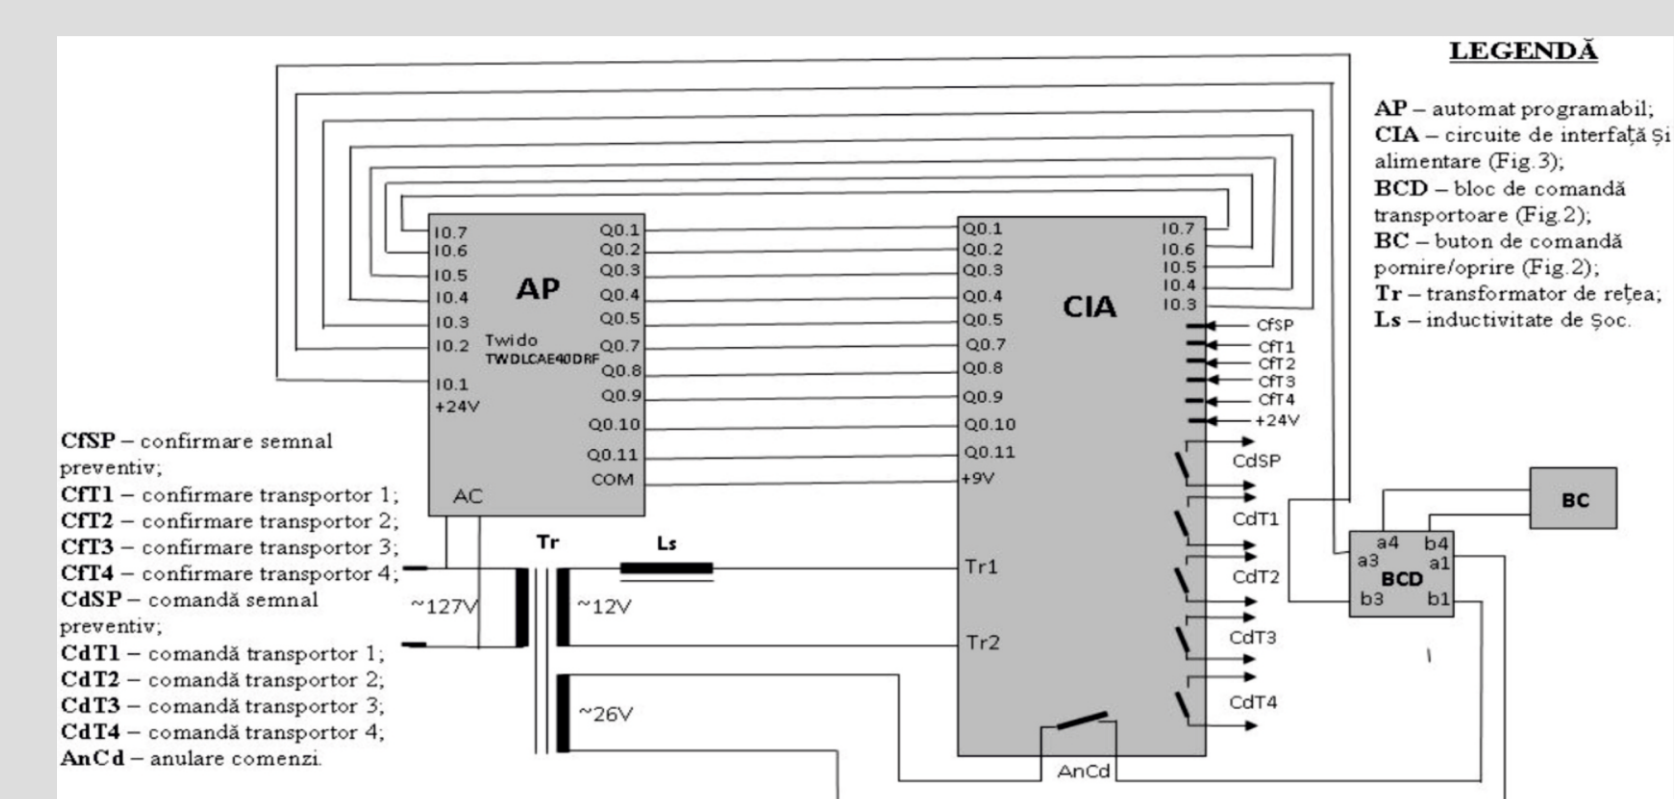 LEGENDĂ
AP – automat programabil;
CIA – circuite de interfață și
alimentare (Fig.3);
BCD – bloc de comandă
transportoare (Fig.2);
BC – buton de comandă
pornire/oprire (Fig.2);
Tr – transformator de rețea;
Ls – inductivitate de șoc.
I0.7
I0.6
I0.5
I0.4
I0.3
I0.2
I0.1
+24V
AC
AP
Twido
TWDLCAE40DRF
Q0.1
Q0.2
Q0.3
Q0.4
Q0.5
Q0.7
Q0.8
Q0.9
Q0.10
Q0.11
COM
Q0.1
Q0.2
Q0.3
Q0.4
Q0.5
Q0.7
Q0.8
Q0.9
Q0.10
Q0.11
+9V
Tr1
Tr2
CIA
I0.7
I0.6
I0.5
I0.4
I0.3
CfSP
CfT1
CfT2
CfT3
CfT4
+24V
CdSP
CdT1
CdT2
CdT3
CdT4
AnCd
BC
a4 b4
a3 a1
BCD
b3 b1
Tr
Ls
~127V
~12V
~26V
CfSP – confirmare semnal
preventiv;
CfT1 – confirmare transportor 1;
CfT2 – confirmare transportor 2;
CfT3 – confirmare transportor 3;
CfT4 – confirmare transportor 4;
CdSP – comandă semnal
preventiv;
CdT1 – comandă transportor 1;
CdT2 – comandă transportor 2;
CdT3 – comandă transportor 3;
CdT4 – comandă transportor 4;
AnCd – anulare comenzi.